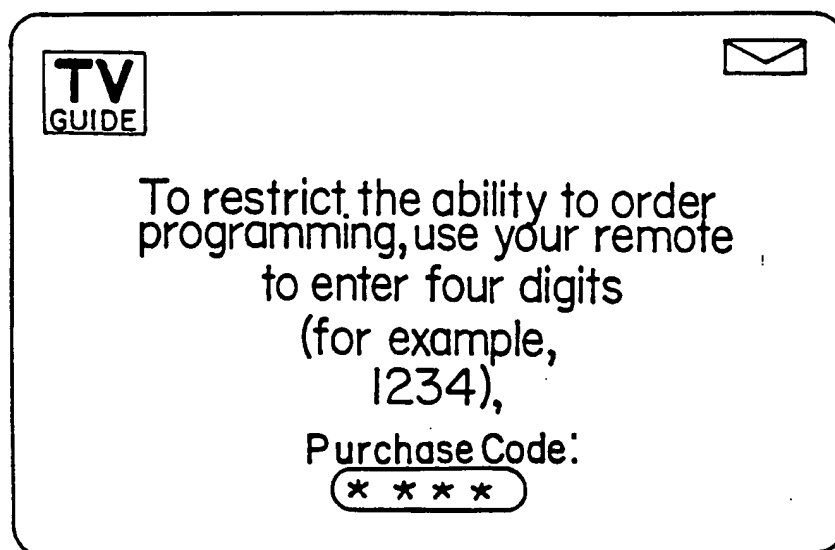 TV
GUIDE
To restrict the ability to order
programming, use your remote
to enter four digits
(for example,
1234),
Purchase Code:
* * * *